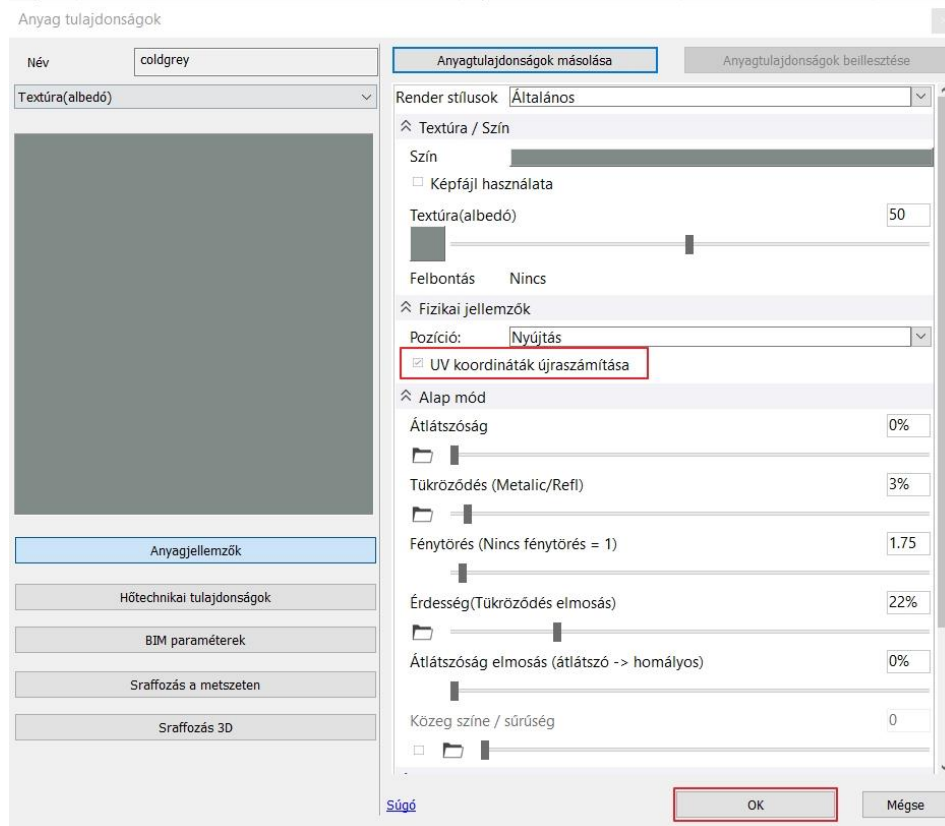 Anyag tulajdonságok
Név
coldgrey
Textúra(albedó)
Anyagjellemzők
Hőtechnikai tulajdonságok
BIM paraméterek
Sraffozás a metszeten
Sraffozás 3D
Anyagtulajdonságok másolása
Anyagtulajdonságok beillesztése
Render stílusok Általános
Textúra / Szín
Szín
Képfájl használata
Textúra(albedó) 50
Felbontás Nincs
Fizikai jellemzők
Pozíció: Nyújtás
UV koordináták újraszámítása
Alap mód
Átlátszóság 0%
Tükröződés (Metalic/Refl) 3%
Fénytörés (Nincs fénytörés = 1) 1.75
Érdesség(Tükröződés elmosás) 22%
Átlátszóság elmosás (átlátszó -> homályos) 0%
Közeg színe / sűrűség 0
Súgó
OK
Mégse